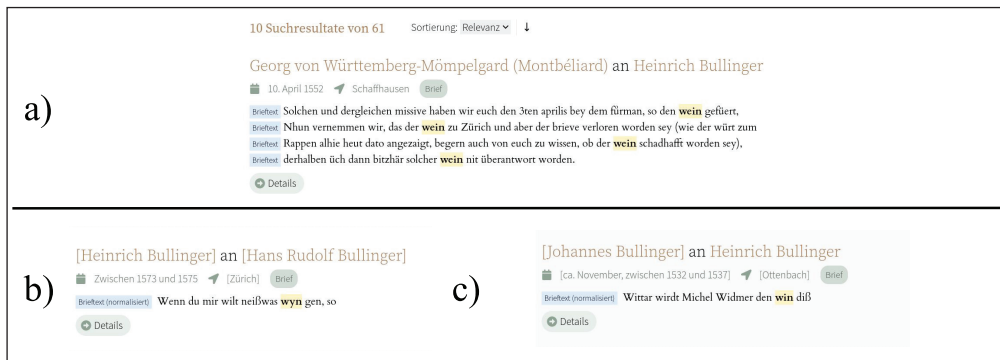 10 Suchresultate von 61 Sortierung: Relevanz ↓
a)
Georg von Württemberg-Mömpelgard (Montbéliard) an Heinrich Bullinger
10. April 1552 Schaffhausen Brief
Brieftext Solchen und dergleichen missive haben wir euch den 3ten aprilis bey dem fürman, so den wein gefüert,
Brieftext Nhun vernemmen wir, das der wein zu Zürich und aber der brieve verloren worden sey (wie der würt zum
Brieftext Rappen alhie heut dato angezaigt, begern auch von euch zu wissen, ob der wein schadhafft worden sey),
Brieftext derhalben üch dann bitzhär solcher wein nit überantwort worden.
Details
b)
[Heinrich Bullinger] an [Hans Rudolf Bullinger]
Zwischen 1573 und 1575 [Zürich] Brief
Brieftext (normalisiert) Wenn du mir wilt neißwas wyn gen, so
Details
c)
[Johannes Bullinger] an Heinrich Bullinger
[ca. November, zwischen 1532 und 1537] [Ottenbach] Brief
Brieftext (normalisiert) Wittar wirdt Michel Widmer den win diß
Details